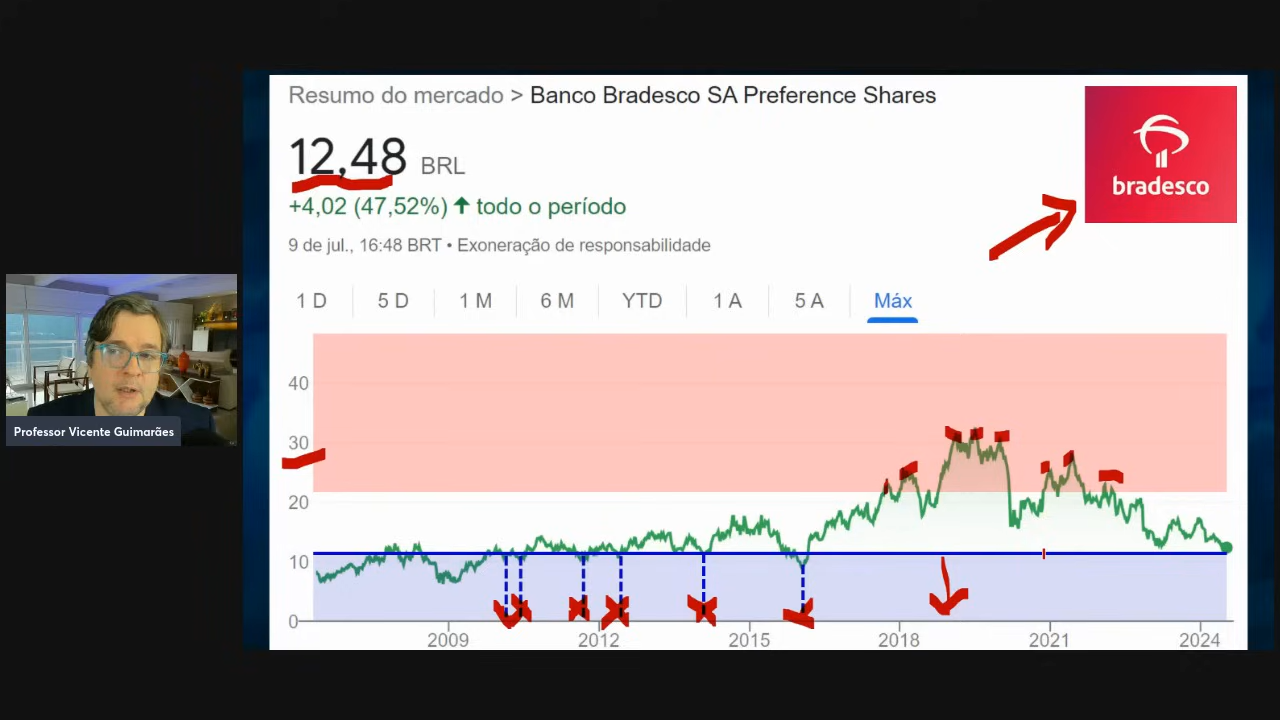 Resumo do mercado > Banco Bradesco SA Preference Shares
12,48 BRL
+4,02 (47,52%) ↑ todo o período
9 de jul., 16:48 BRT • Exoneração de responsabilidade
bradesco
1 D 5 D 1 M 6 M YTD 1 A 5 A Máx
40
30
20
10
0
2009 2012 2015 2018 2021 2024
Professor Vicente Guimarães